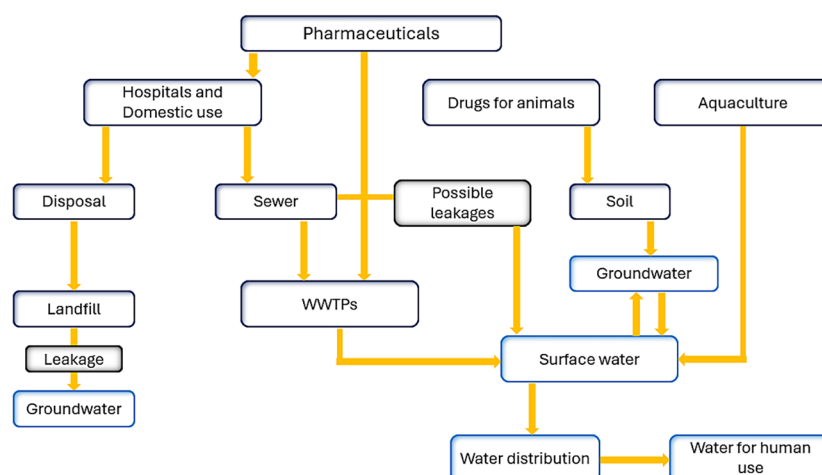 Pharmaceuticals
Hospitals and
Domestic use
Drugs for animals
Aquaculture
Disposal
Sewer
Possible
leakages
Soil
Groundwater
Landfill
WWTPs
Leakage
Surface water
Groundwater
Water distribution
Water for human
use